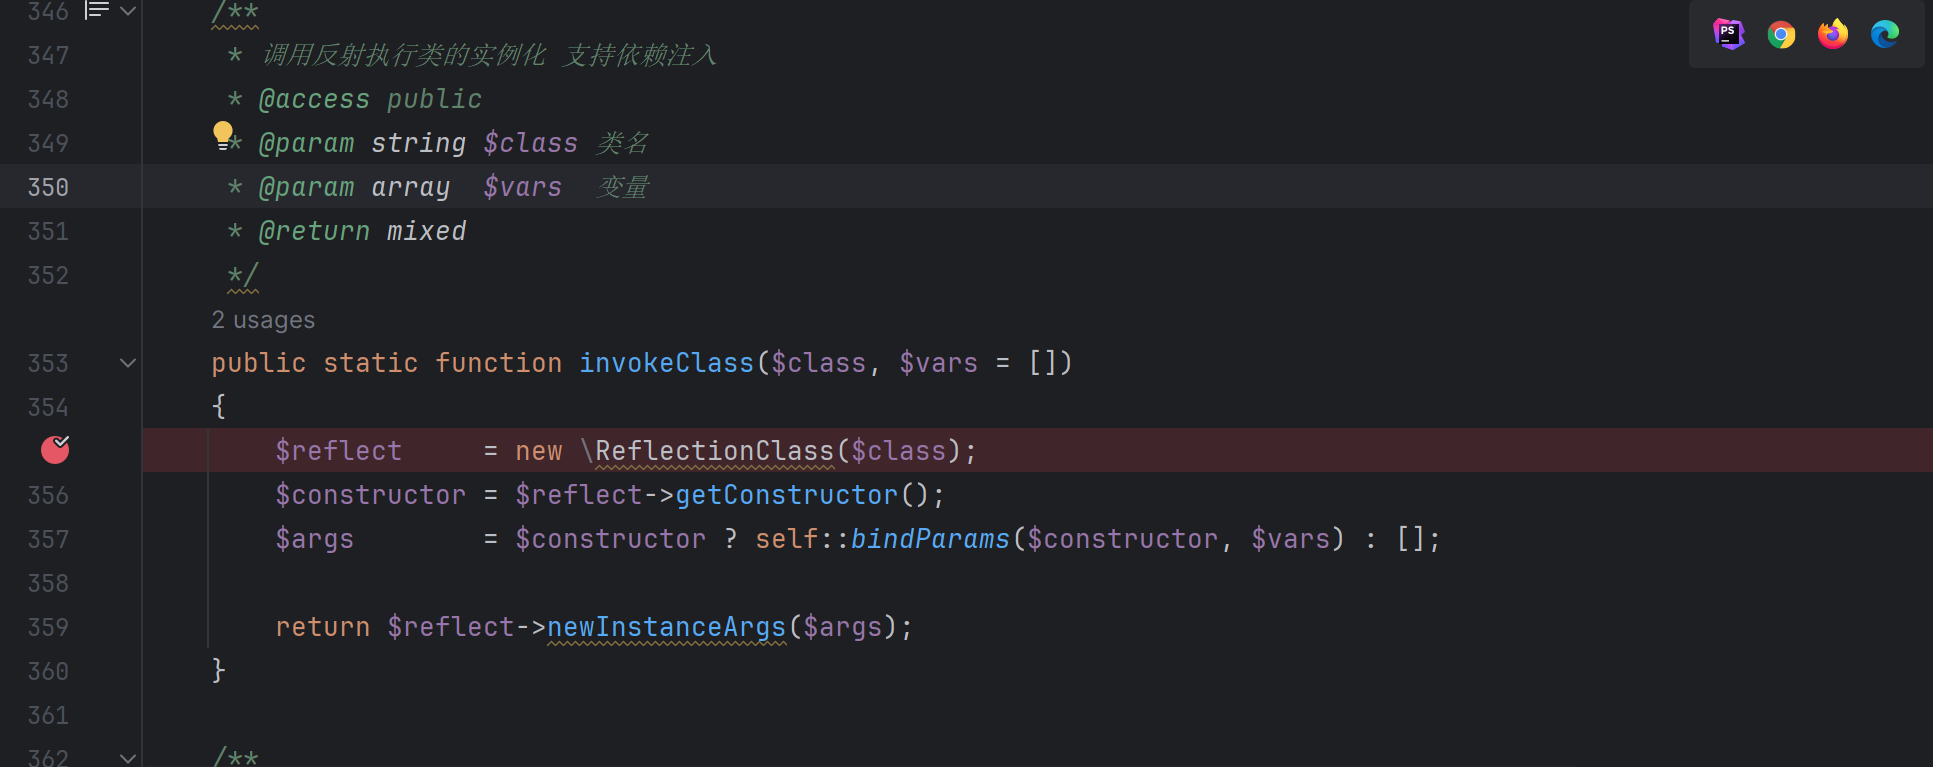 346 /**
347 * 调用反射执行类的实例化 支持依赖注入
348 * @access public
349 * @param string $class 类名
350 * @param array  $vars  变量
351 * @return mixed
352 */
2 usages
353 public static function invokeClass($class, $vars = [])
354 {
$reflect     = new \ReflectionClass($class);
356 $constructor = $reflect->getConstructor();
357 $args        = $constructor ? self::bindParams($constructor, $vars) : [];
358
359 return $reflect->newInstanceArgs($args);
360 }
361
362 /**
PS